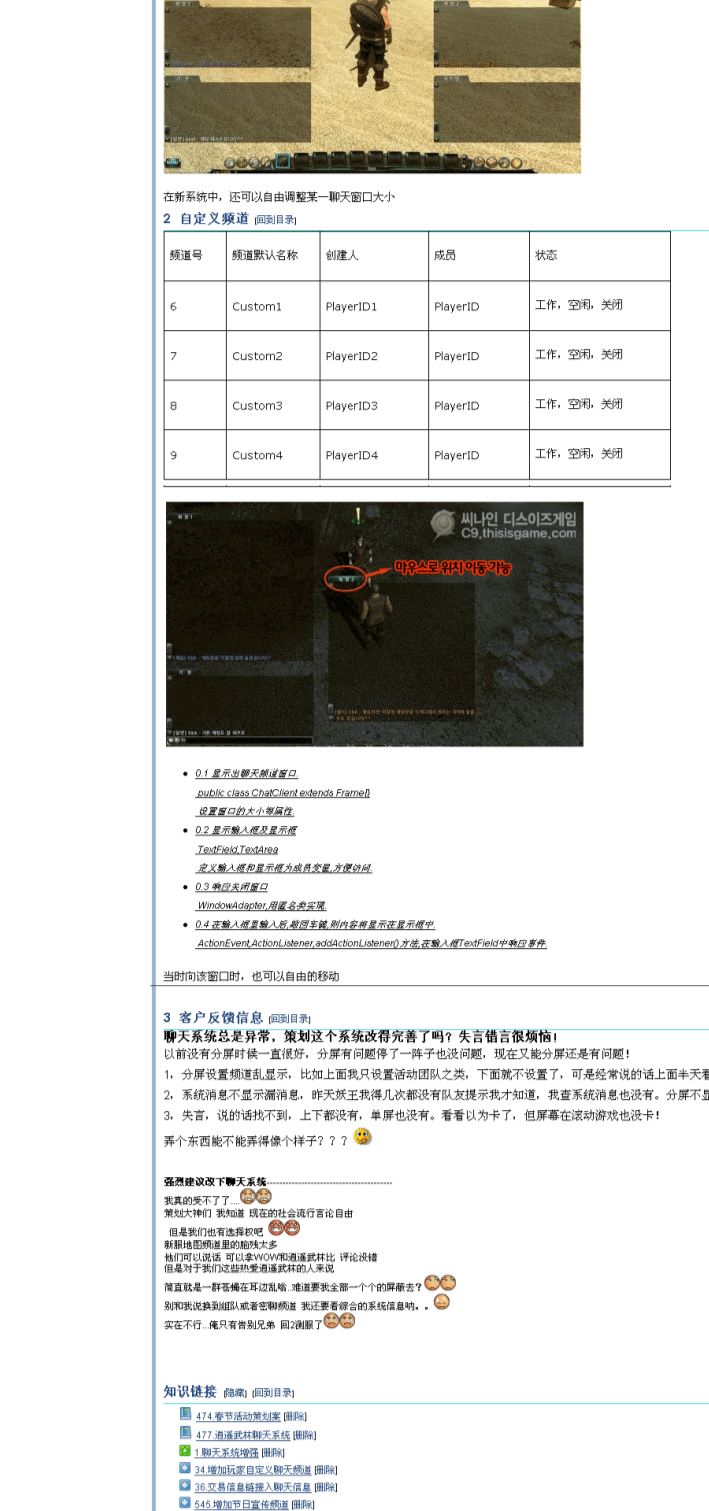 在新系统中，还可以自由调整某一聊天窗口大小
2 自定义频道 [回到目录]
频道号 频道默认名称 创建人 成员 状态
6 Custom1 PlayerID1 PlayerID 工作，空闲，关闭
7 Custom2 PlayerID2 PlayerID 工作，空闲，关闭
8 Custom3 PlayerID3 PlayerID 工作，空闲，关闭
9 Custom4 PlayerID4 PlayerID 工作，空闲，关闭
씨나인 디스이즈게임
C9.thisisgame.com
마우스로 위치 이동 가능
0.1 显示出聊天频道窗口.
public class ChatClient extends Frame{}
设置窗口的大小等属性.
0.2 显示输入框及显示框
TextField,TextArea
定义输入框和显示框为成员变量,方便访问.
0.3 响应关闭窗口
WindowAdapter,用匿名类实现.
0.4 在输入框里输入后,敲回车键,则内容将显示在显示框中.
ActionEvent,ActionListener,addActionListener()方法,在输入框TextField中响应事件.
当时向该窗口时，也可以自由的移动
3 客户反馈信息 [回到目录]
聊天系统总是异常，策划这个系统改得完善了吗？失言错言很烦恼！
以前没有分屏时候一直很好，分屏有问题停了一阵子也没问题，现在又能分屏还是有问题！
1，分屏设置频道乱显示，比如上面我只设置活动团队之类，下面就不设置了，可是经常说的话上面半天看
2，系统消息不显示漏消息，昨天妖王我得几次都没有队友提示我才知道，我查系统消息也没有。分屏不显
3，失言，说的话找不到，上下都没有，单屏也没有。看看以为卡了，但屏幕在滚动游戏也没卡！
弄个东西能不能弄得像个样子？？？
强烈建议改下聊天系统----------------------------------------
我真的受不了了....
策划大神们 我知道 现在的社会流行言论自由
但是我们也有选择权吧
新服地图频道里的脑残太多
他们可以说话 可以拿WOW和逍遥武林比 评论没错
但是对于我们这些热爱逍遥武林的人来说
简直就是一群苍蝇在耳边乱嗡..难道要我全部一个个的屏蔽去？
别和我说换到组队或者密聊频道 我还要看综合的系统信息呐。。
实在不行...俺只有告别兄弟 回2测服了
知识链接 [隐藏] [回到目录]
474.春节活动策划案 [删除]
477.逍遥武林聊天系统 [删除]
1.聊天系统增强 [删除]
34.增加玩家自定义聊天频道 [删除]
36.交易信息链接入聊天信息 [删除]
545.增加节日宣传频道 [删除]